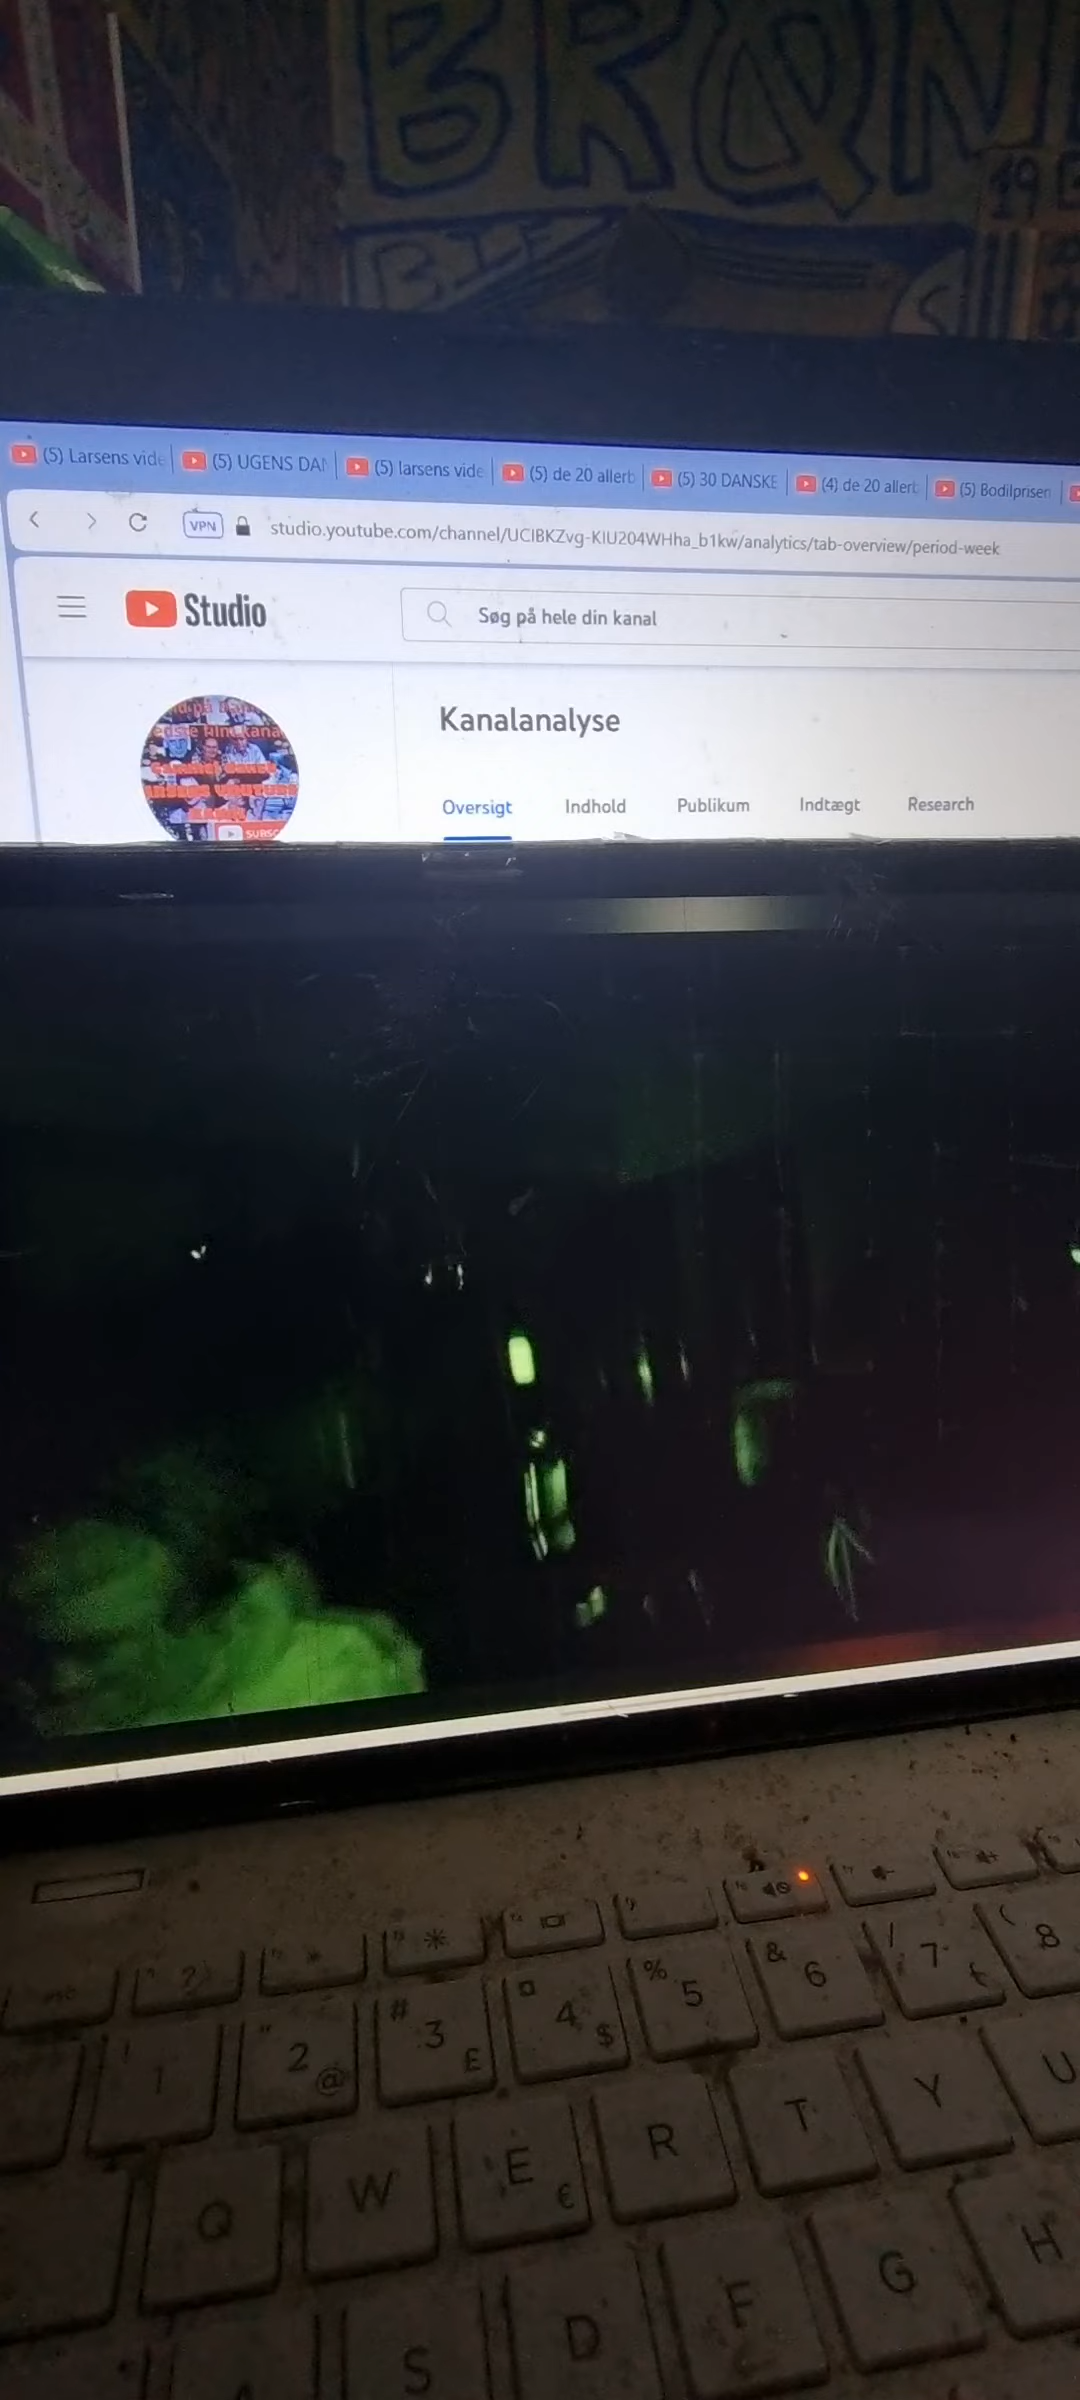 BRØN
BIF
(5) Larsens vide (5) UGENS DAN (5) larsens vide (5) de 20 allerb (5) 30 DANSKE (4) de 20 allerb (5) Bodilprisen
VPN studio.youtube.com/channel/UCIBKZvg-KIU204WHha_b1kw/analytics/tab-overview/period-week
Studio
Søg på hele din kanal
Kanalanalyse
Oversigt Indhold Publikum Indtægt Research
! " 2 @ # 3 £ ¤ 4 $ % 5 & 6 / 7 ( 8
Q W E € R T Y U
S D F G H